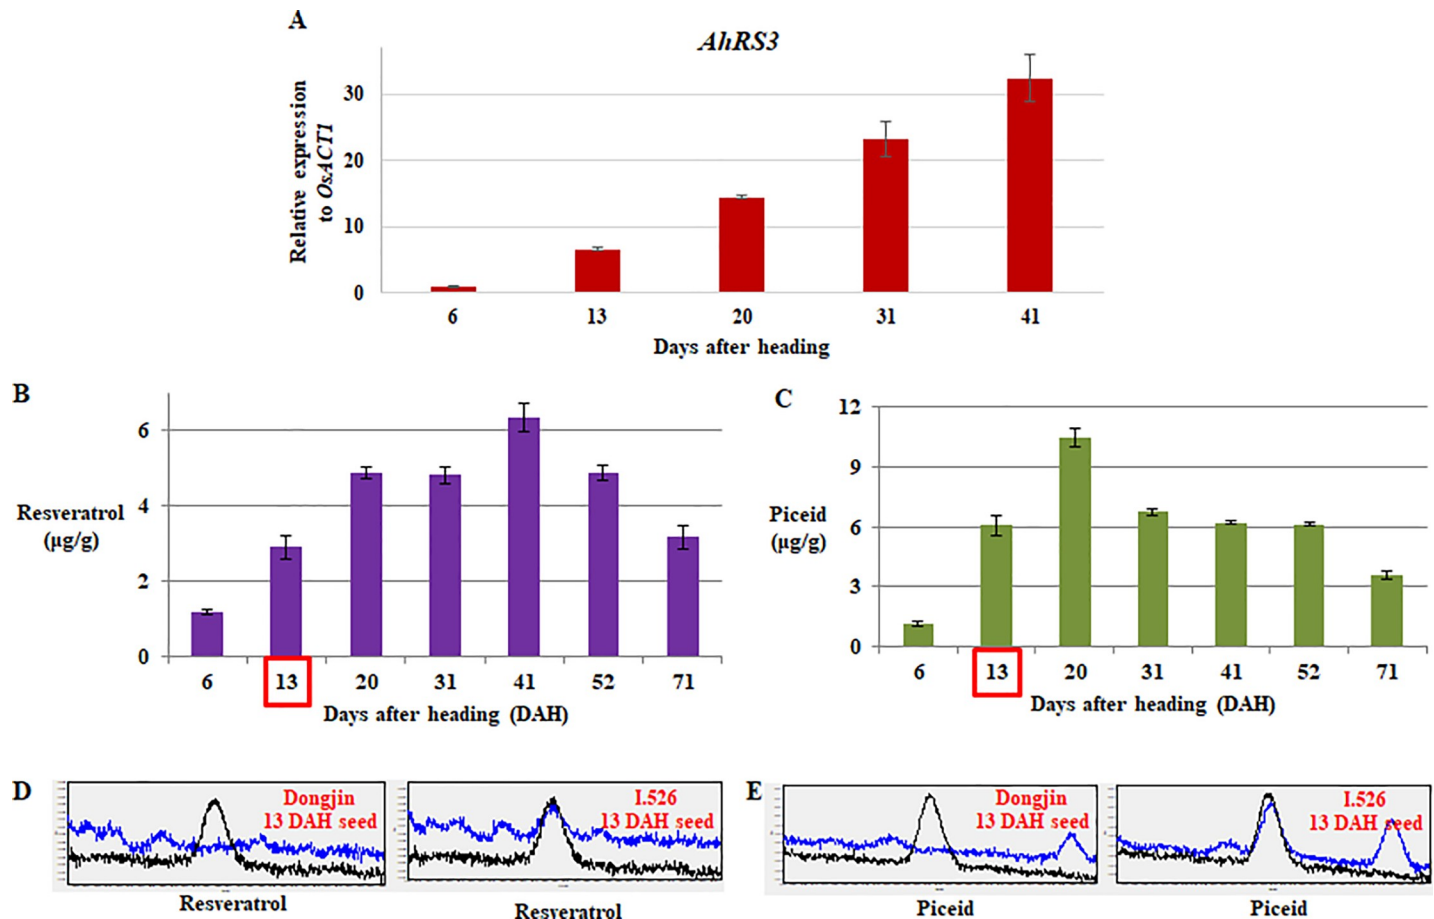 A
AhRS3
Relative expression
to OsACT1
30
20
10
0
6 13 20 31 41
Days after heading
B
Resveratrol
(µg/g)
6
4
2
0
6 13 20 31 41 52 71
Days after heading (DAH)
C
Piceid
(µg/g)
12
9
6
3
0
6 13 20 31 41 52 71
Days after heading (DAH)
D
Dongjin
13 DAH seed
Resveratrol
I.526
13 DAH seed
Resveratrol
E
Dongjin
13 DAH seed
Piceid
I.526
13 DAH seed
Piceid